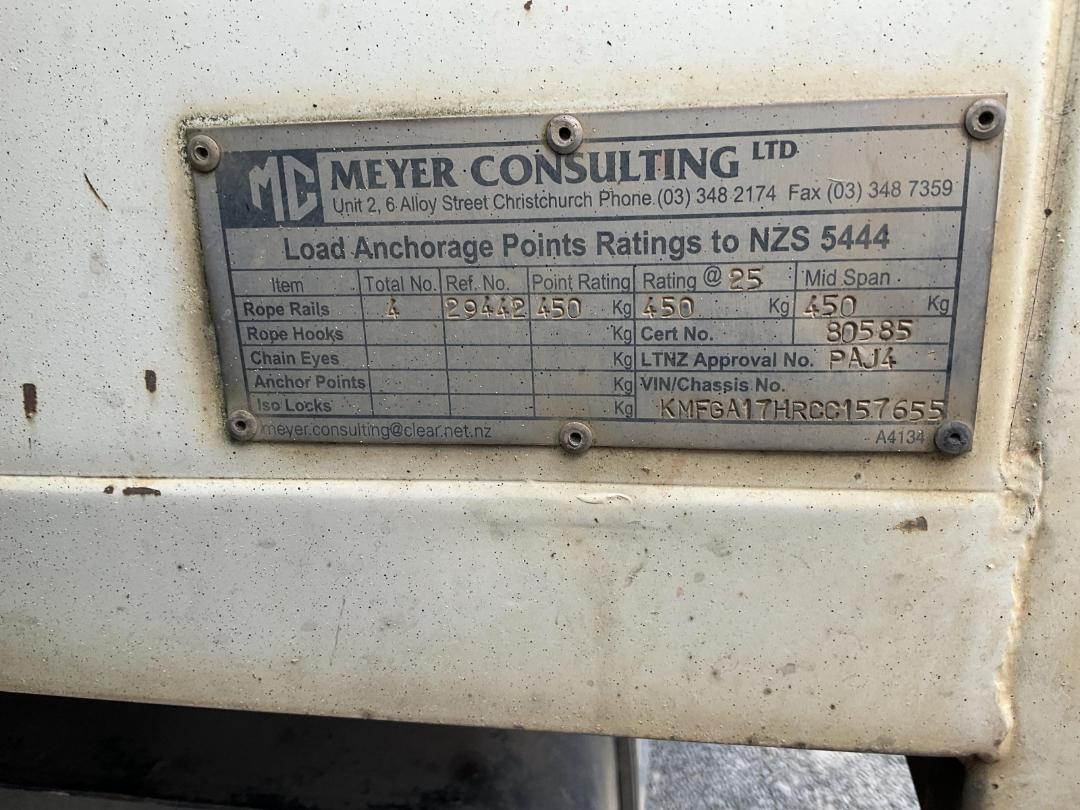 MC MEYER CONSULTING LTD
Unit 2, 6 Alloy Street Christchurch Phone (03) 348 2174 Fax (03) 348 7359
Load Anchorage Points Ratings to NZS 5444
Item Total No. Ref. No. Point Rating Rating @ 25 Mid Span
Rope Rails 4 29442 450 Kg 450 Kg 450 Kg
Rope Hooks Kg Cert No. 80585
Chain Eyes Kg LTNZ Approval No. PAJ4
Anchor Points Kg VIN/Chassis No.
Iso Locks Kg KMFGA17HRCC157655
meyer.consulting@clear.net.nz A4134